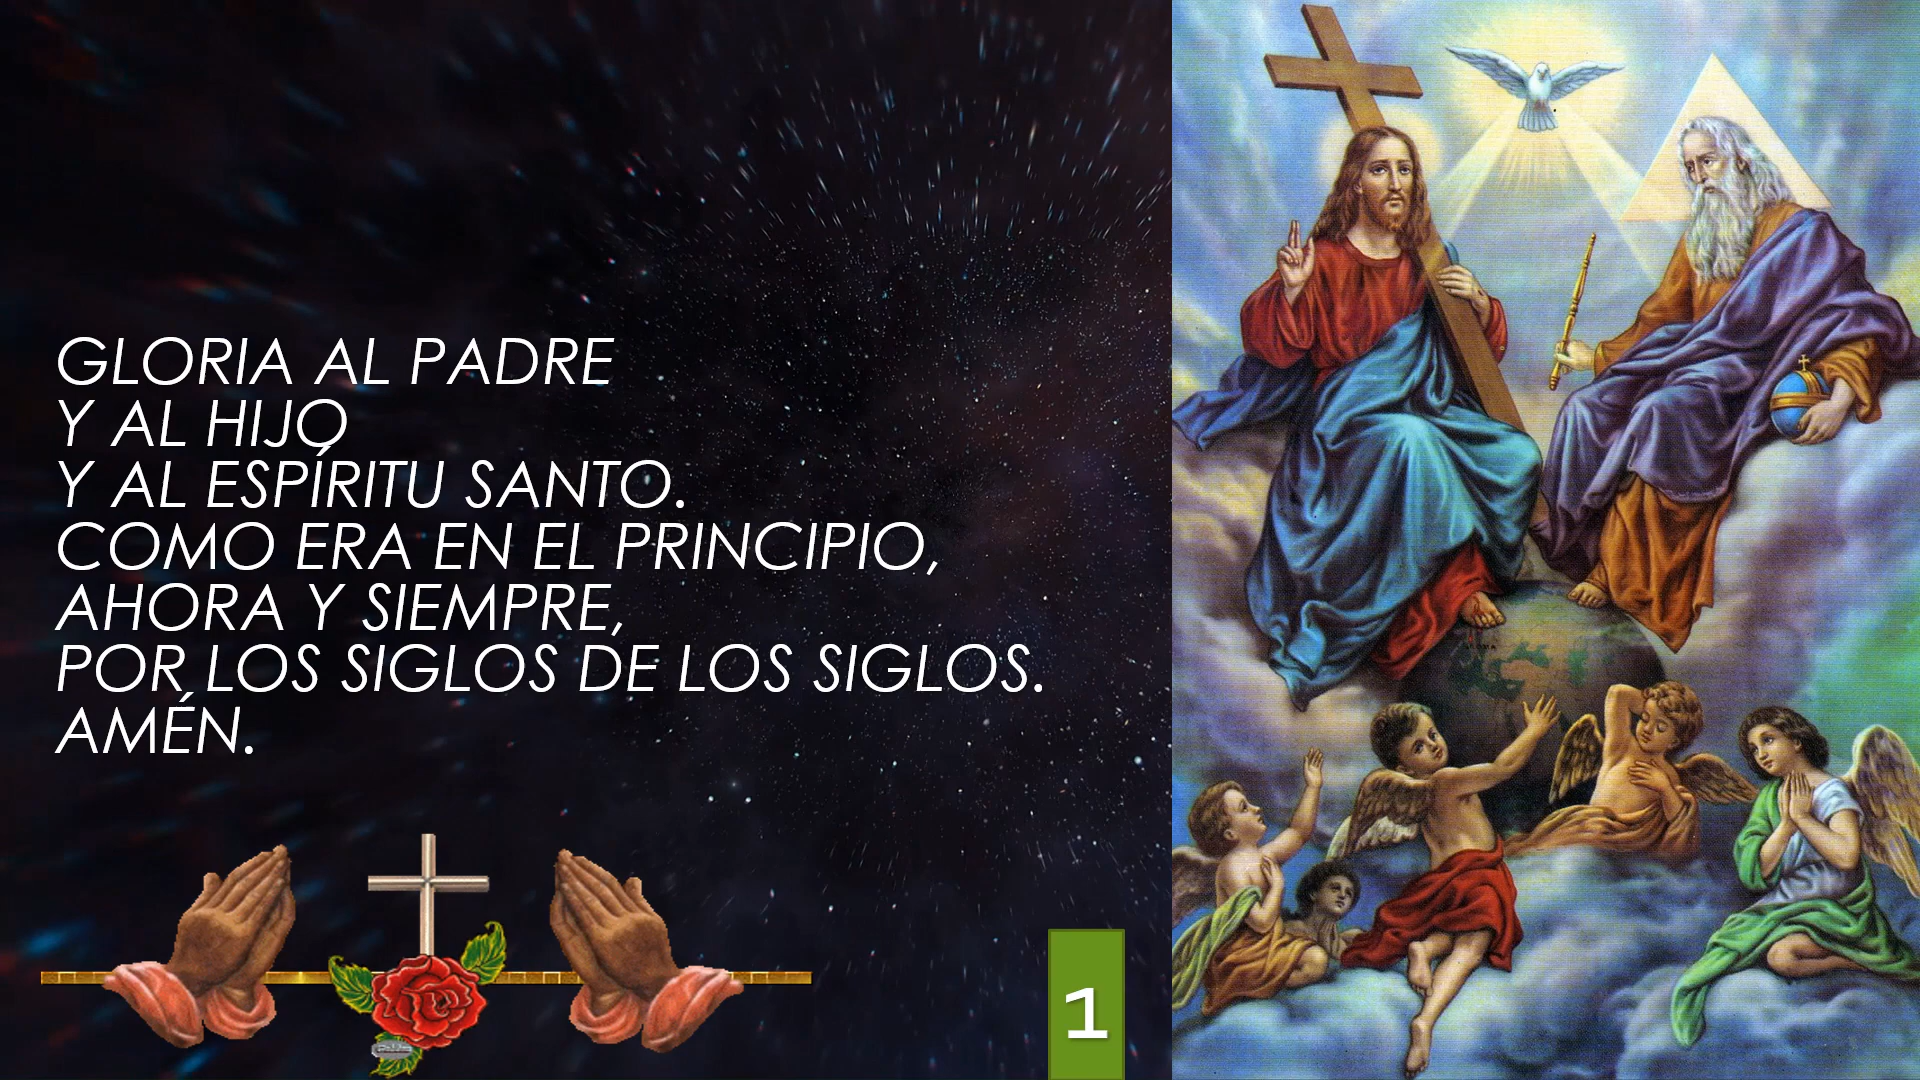 GLORIA AL PADRE
Y AL HIJO
Y AL ESPÍRITU SANTO.
COMO ERA EN EL PRINCIPIO,
AHORA Y SIEMPRE,
POR LOS SIGLOS DE LOS SIGLOS.
AMÉN.
1